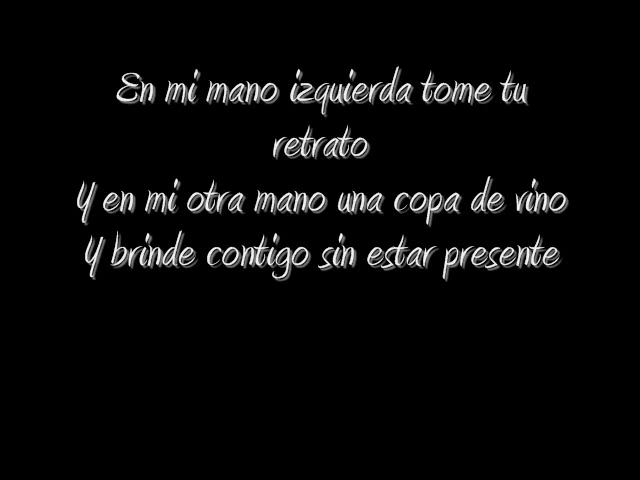 En mi mano izquierda tome tu
retrato
Y en mi otra mano una copa de vino
Y brinde contigo sin estar presente